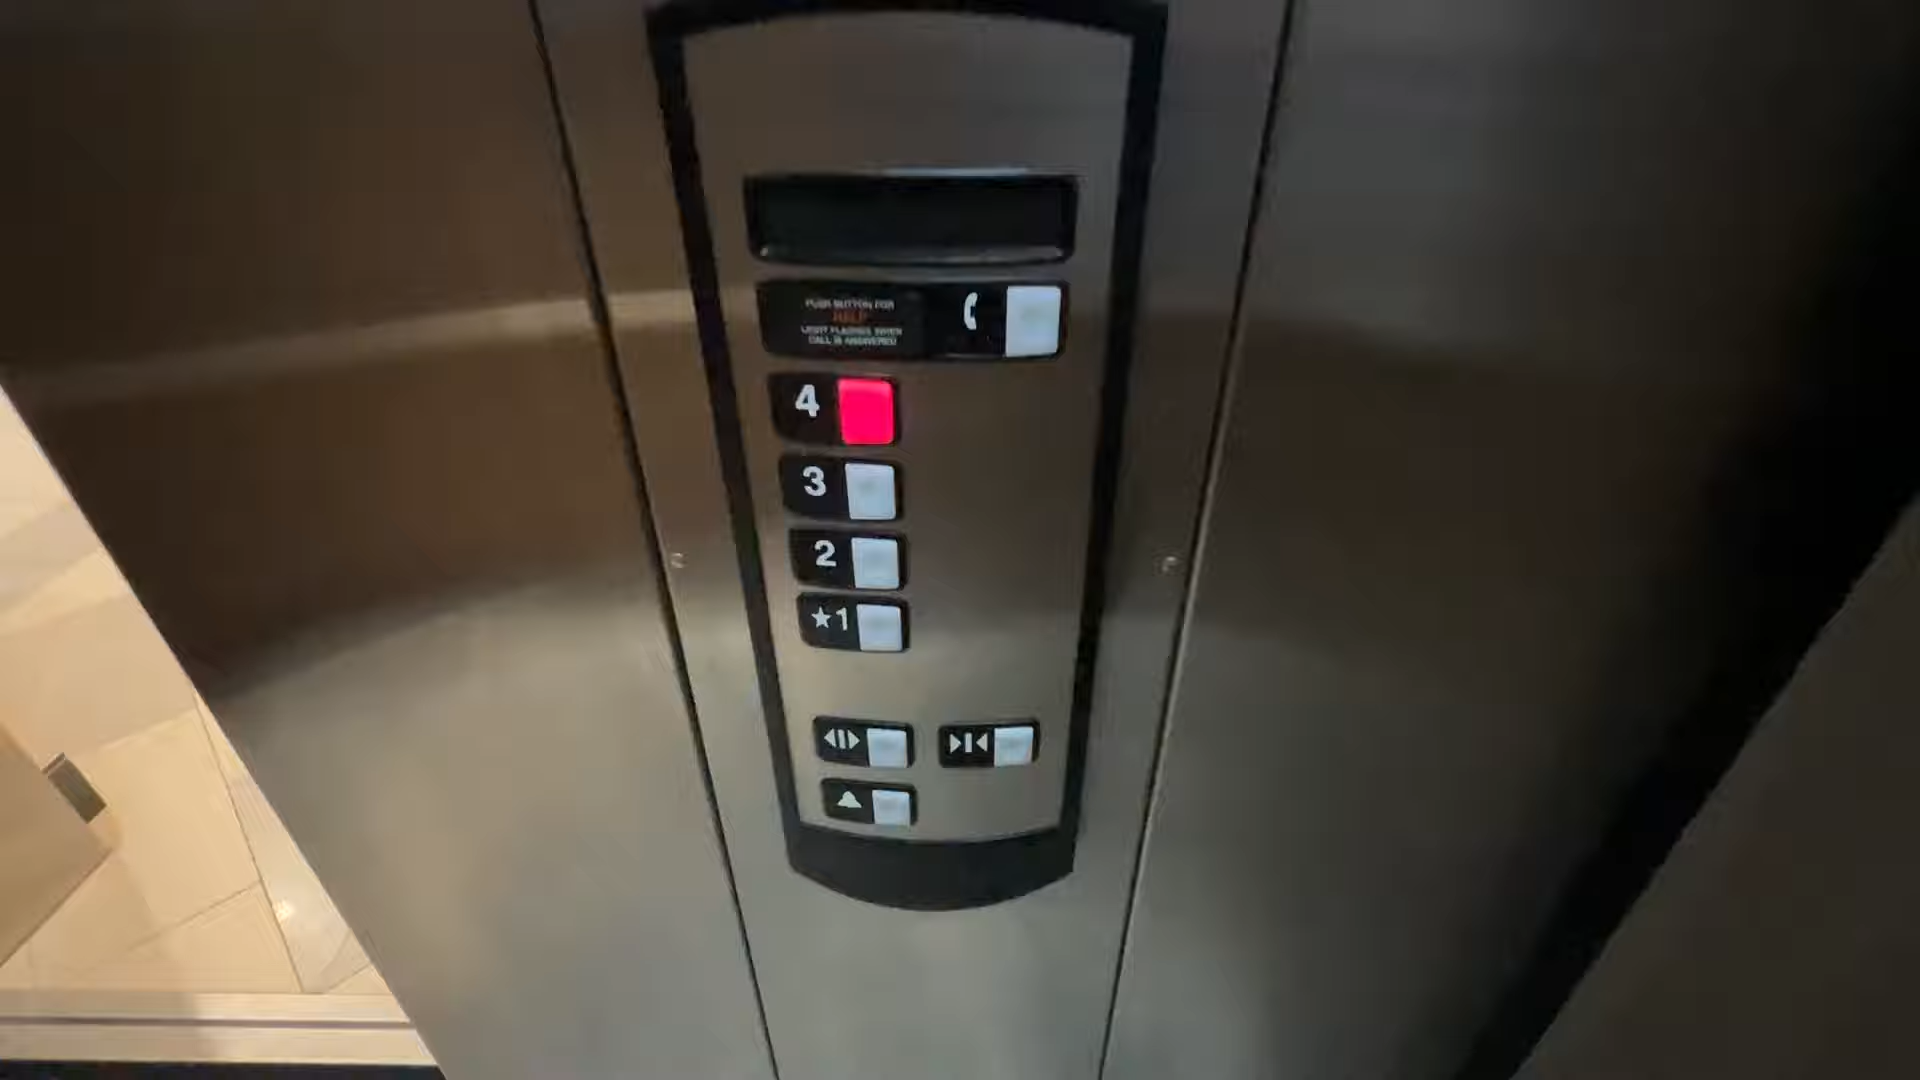 PUSH BUTTON FOR
HELP
LIGHT FLASHES WHEN
CALL IS ANSWERED
4
3
2
★1